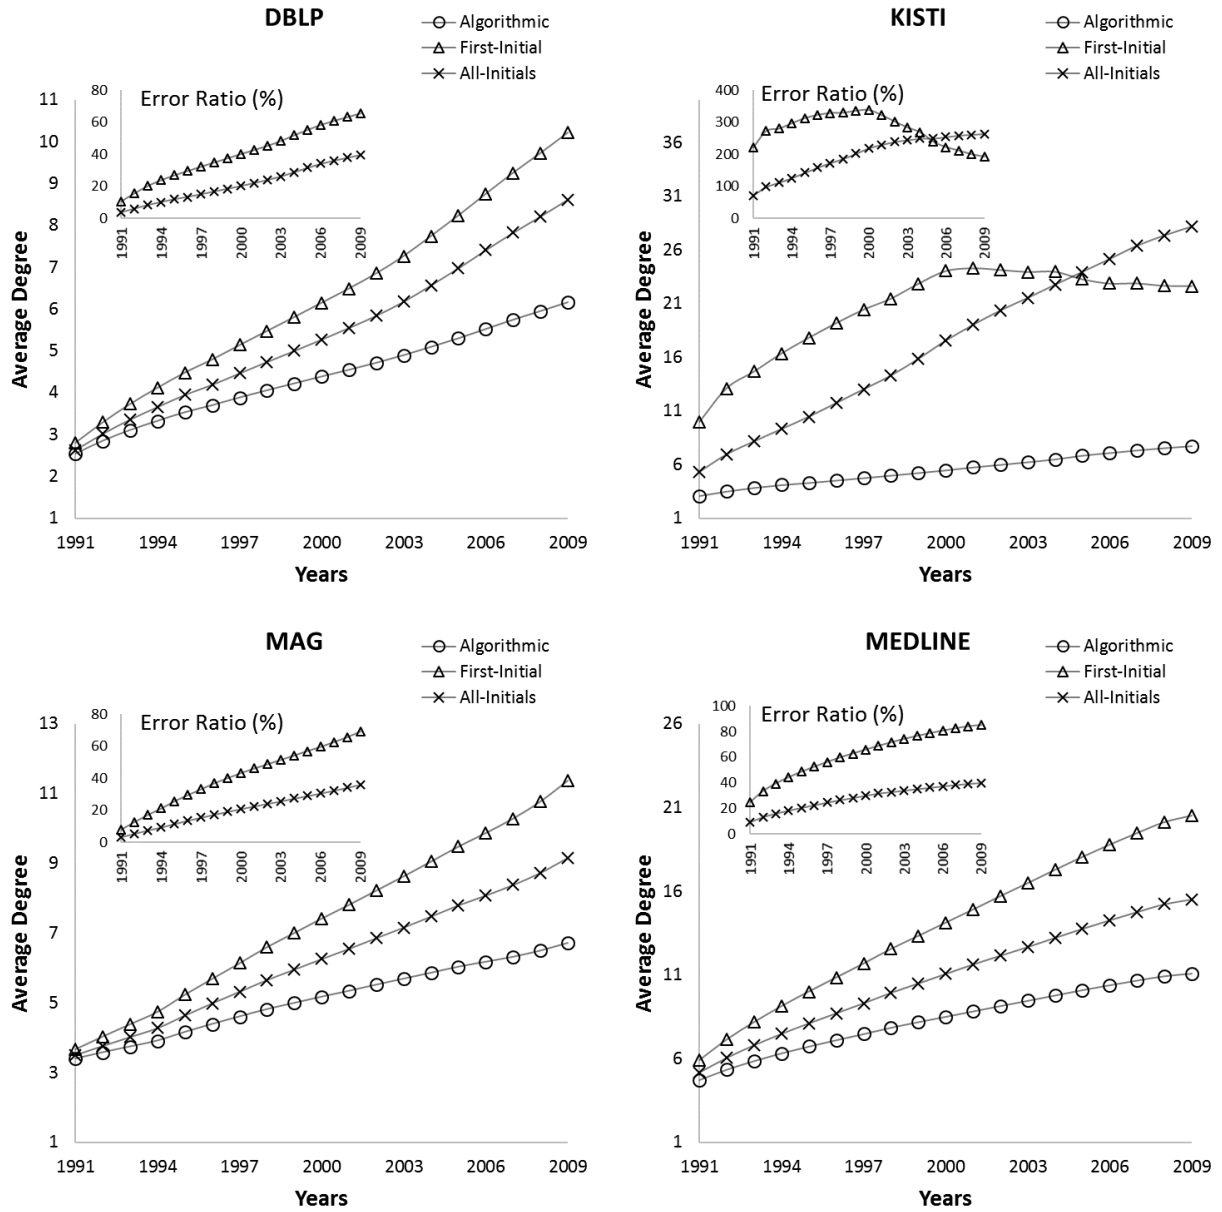 DBLP
Algorithmic
First-Initial
All-Initials
Error Ratio (%)
80
60
40
20
0
1991 1994 1997 2000 2003 2006 2009
11
10
9
8
7
6
5
4
3
2
1
Average Degree
1991 1994 1997 2000 2003 2006 2009
Years
KISTI
Algorithmic
First-Initial
All-Initials
Error Ratio (%)
400
300
200
100
0
1991 1994 1997 2000 2003 2006 2009
36
31
26
21
16
11
6
1
Average Degree
1991 1994 1997 2000 2003 2006 2009
Years
MAG
Algorithmic
First-Initial
All-Initials
Error Ratio (%)
80
60
40
20
0
1991 1994 1997 2000 2003 2006 2009
13
11
9
7
5
3
1
Average Degree
1991 1994 1997 2000 2003 2006 2009
Years
MEDLINE
Algorithmic
First-Initial
All-Initials
Error Ratio (%)
100
80
60
40
20
0
1991 1994 1997 2000 2003 2006 2009
26
21
16
11
6
1
Average Degree
1991 1994 1997 2000 2003 2006 2009
Years